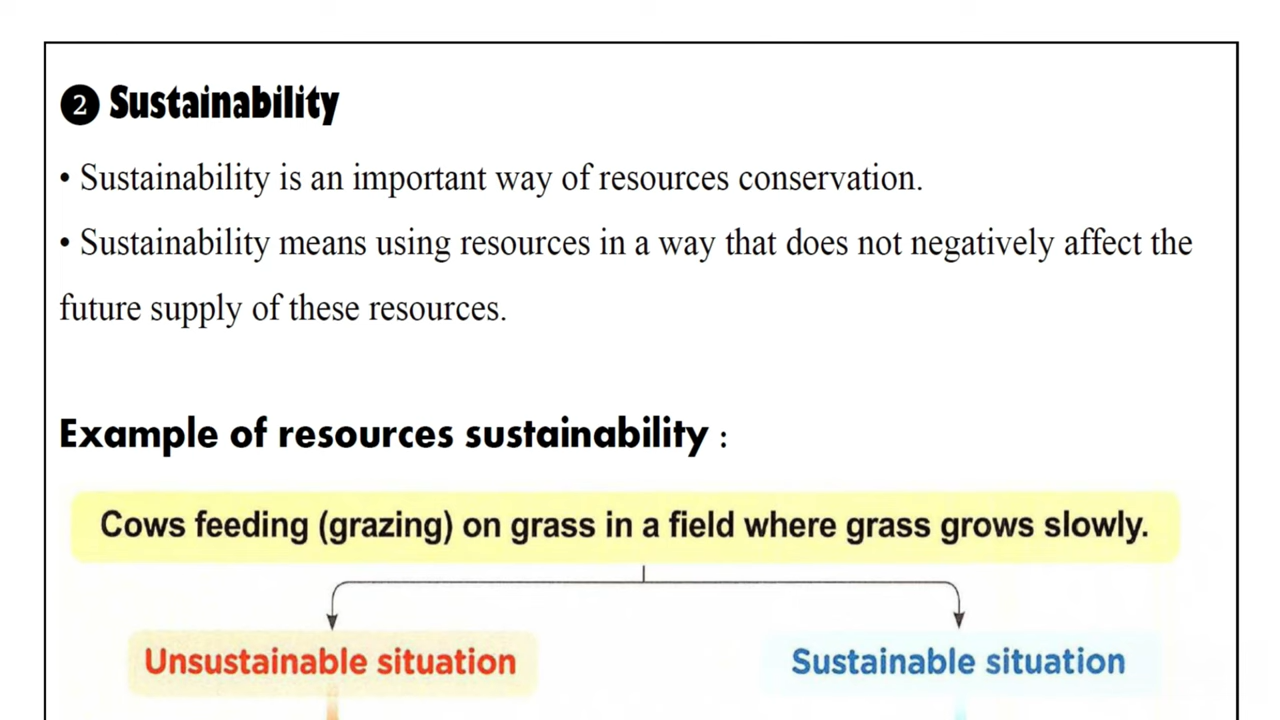 ❷ Sustainability
• Sustainability is an important way of resources conservation.
• Sustainability means using resources in a way that does not negatively affect the
future supply of these resources.
Example of resources sustainability :
Cows feeding (grazing) on grass in a field where grass grows slowly.
Unsustainable situation
Sustainable situation